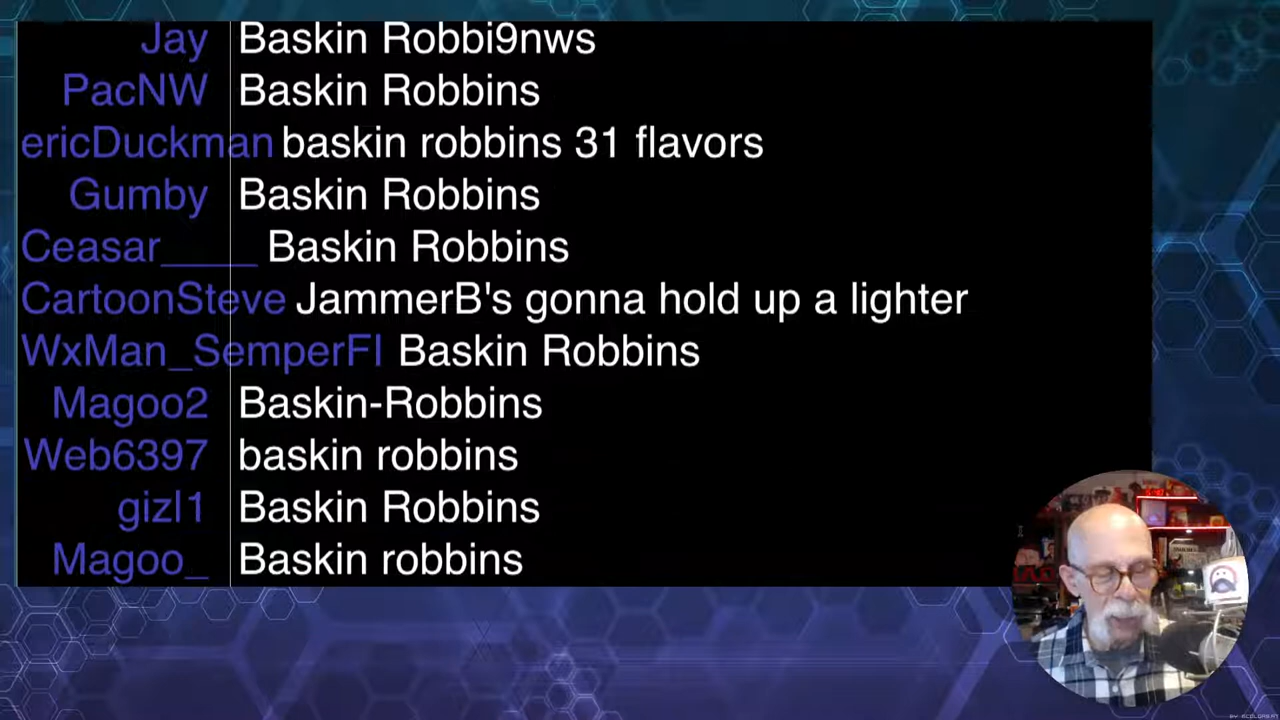 Jay Baskin Robbi9nws
PacNW Baskin Robbins
ericDuckman baskin robbins 31 flavors
Gumby Baskin Robbins
Ceasar____ Baskin Robbins
CartoonSteve JammerB's gonna hold up a lighter
WxMan_SemperFI Baskin Robbins
Magoo2 Baskin-Robbins
Web6397 baskin robbins
gizl1 Baskin Robbins
Magoo_ Baskin robbins